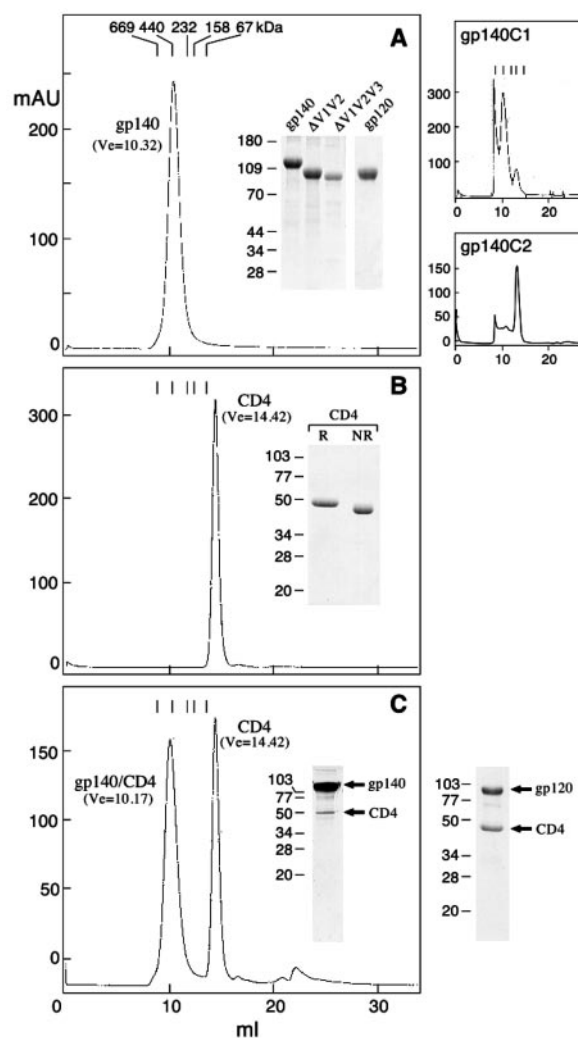 669 440 232 158 67 kDa
A
mAU
gp140
(Ve=10.32)
200
100
0
gp140
ΔV1V2
ΔV1V2V3
gp120
180
109
70
44
34
28
gp140C1
300
200
100
0 10 20
gp140C2
150
100
50
0
0 10 20
B
CD4
(Ve=14.42)
300
200
100
0
CD4
R NR
103
77
50
34
28
20
C
CD4
(Ve=14.42)
gp140/CD4
(Ve=10.17)
150
100
50
0
103
77
50
34
28
20
gp140
CD4
103
77
50
34
28
20
gp120
CD4
0 10 20 30
ml